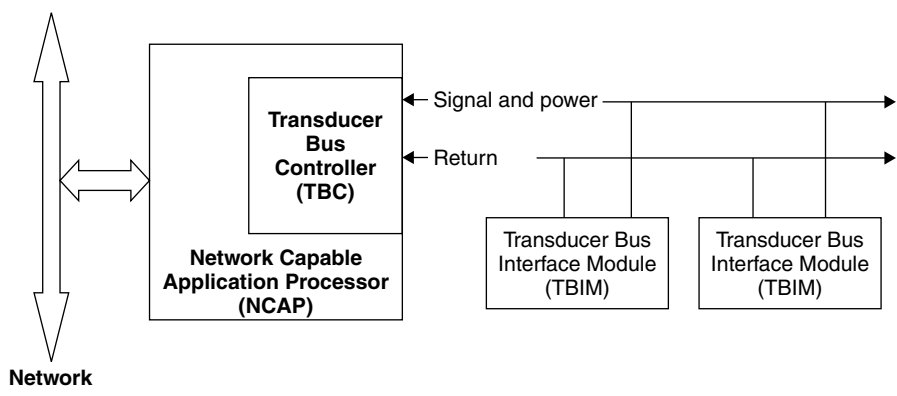 Signal and power
Transducer
Bus
Controller
(TBC)
Return
Network Capable
Application Processor
(NCAP)
Transducer Bus
Interface Module
(TBIM)
Transducer Bus
Interface Module
(TBIM)
Network